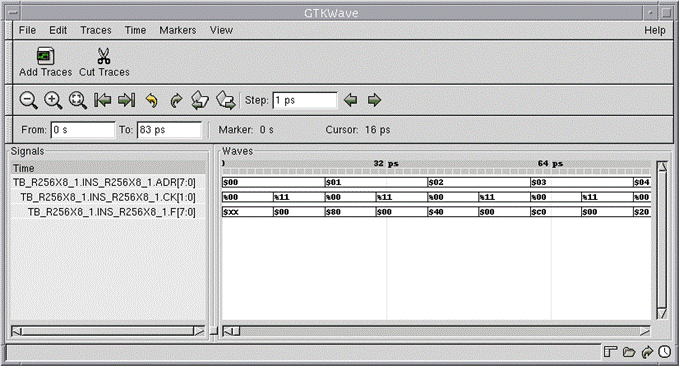 GTKWave
File Edit Traces Time Markers View Help
Add Traces Cut Traces
Step: 1 ps
From: 0 s To: 83 ps Marker: 0 s Cursor: 16 ps
Signals Waves
Time 32 ps 64 ps
TB_R256X8_1.INS_R256X8_1.ADR[7:0] $00 $01 $02 $03 $04
TB_R256X8_1.INS_R256X8_1.CK[1:0] %00 %11 %00 %11 %00 %11 %00 %11 %00
TB_R256X8_1.INS_R256X8_1.F[7:0] $xx $00 $80 $00 $40 $00 $C0 $00 $20